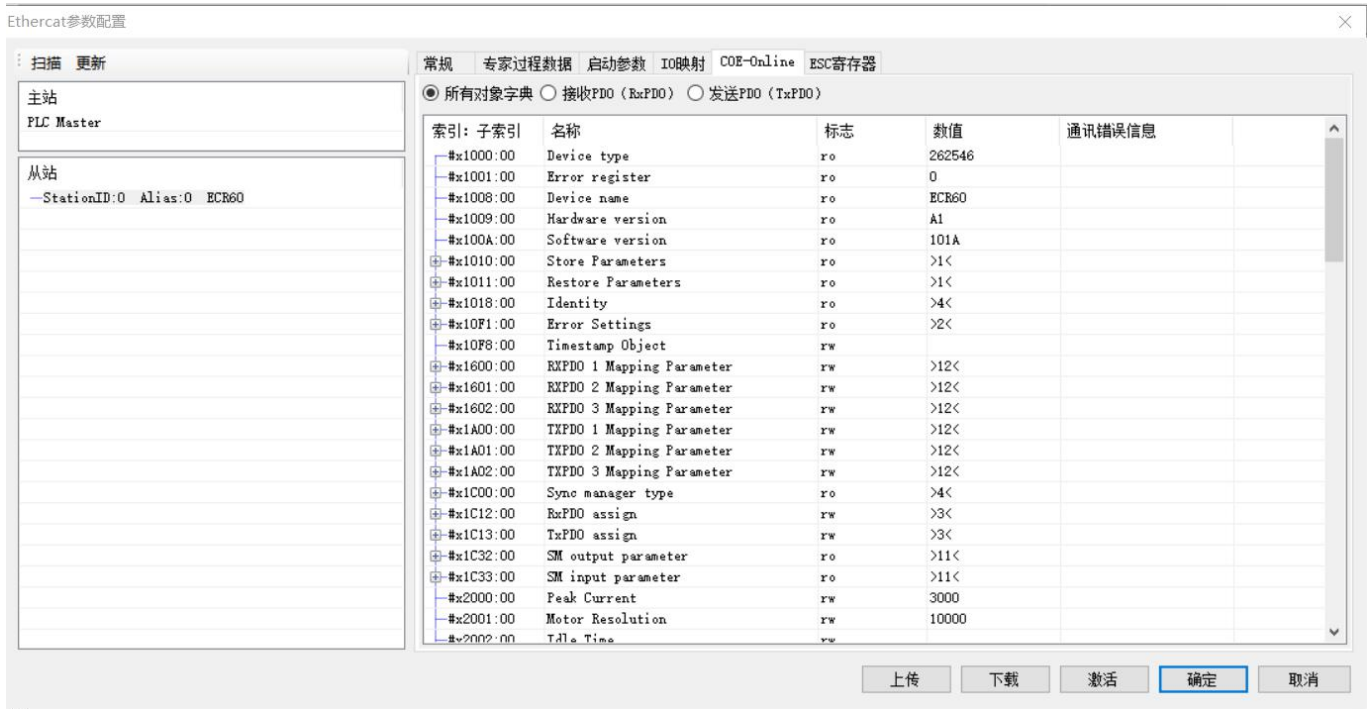 Ethercat参数配置
扫描 更新
主站
PLC Master
从站
StationID:0 Alias:0 ECR60
常规 专家过程数据 启动参数 IO映射 COE-Online ESC寄存器
所有对象字典 接收PDO (RxPDO) 发送PDO (TxPDO)
索引: 子索引 名称 标志 数值 通讯错误信息
#x1000:00 Device type ro 262546
#x1001:00 Error register ro 0
#x1008:00 Device name ro ECR60
#x1009:00 Hardware version ro A1
#x100A:00 Software version ro 101A
#x1010:00 Store Parameters ro >1<
#x1011:00 Restore Parameters ro >1<
#x1018:00 Identity ro >4<
#x10F1:00 Error Settings ro >2<
#x10F8:00 Timestamp Object rw
#x1600:00 RXPDO 1 Mapping Parameter rw >12<
#x1601:00 RXPDO 2 Mapping Parameter rw >12<
#x1602:00 RXPDO 3 Mapping Parameter rw >12<
#x1A00:00 TXPDO 1 Mapping Parameter rw >12<
#x1A01:00 TXPDO 2 Mapping Parameter rw >12<
#x1A02:00 TXPDO 3 Mapping Parameter rw >12<
#x1C00:00 Sync manager type ro >4<
#x1C12:00 RxPDO assign rw >3<
#x1C13:00 TxPDO assign rw >3<
#x1C32:00 SM output parameter ro >11<
#x1C33:00 SM input parameter ro >11<
#x2000:00 Peak Current rw 3000
#x2001:00 Motor Resolution rw 10000
#x2002:00 Idle Time rw
上传 下载 激活 确定 取消